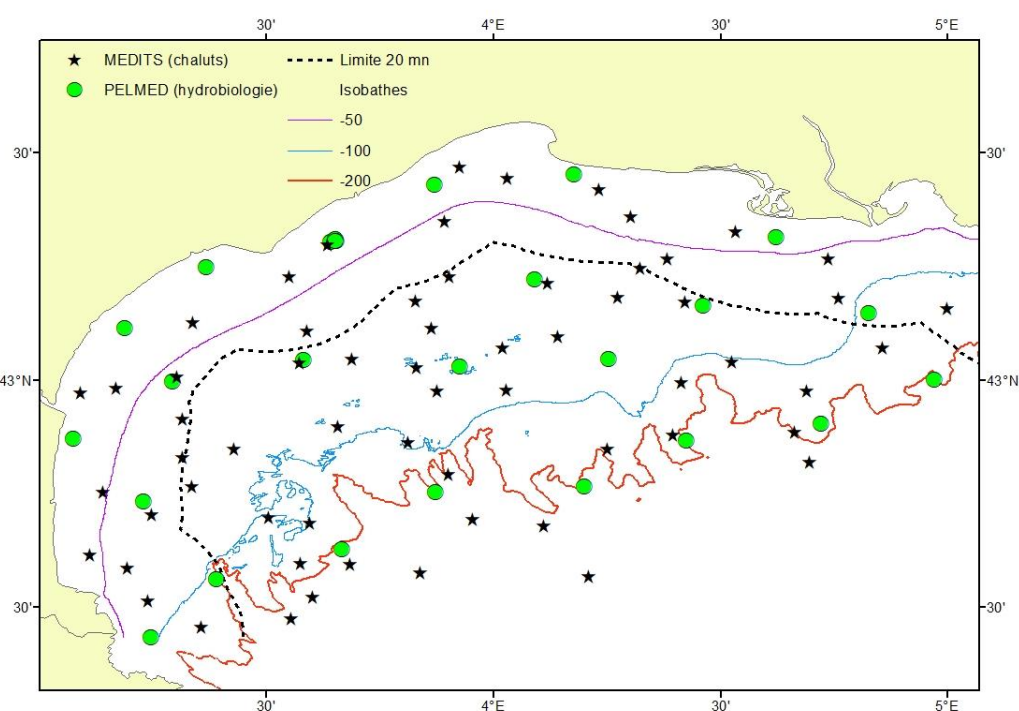 30' 4°E 30' 5°E
MEDITS (chaluts) Limite 20 mn
PELMED (hydrobiologie) Isobathes
-50
-100
-200
30' 30'
43° 43°N
30' 30'
30' 4°E 30' 5°E